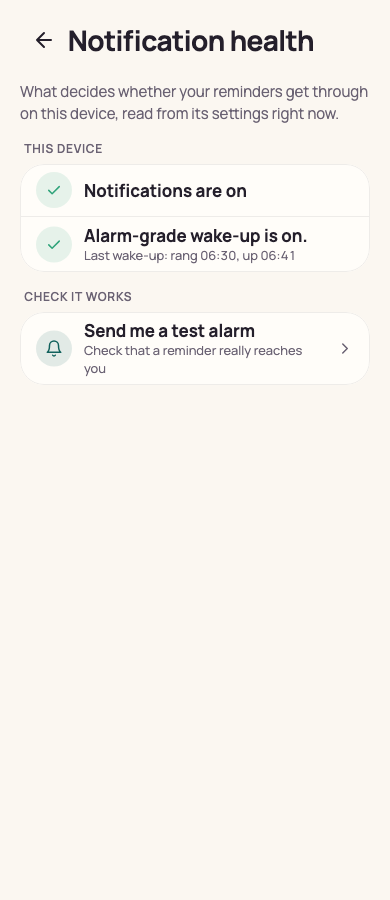 Notification health
What decides whether your reminders get through
on this device, read from its settings right now.
THIS DEVICE
Notifications are on
Alarm-grade wake-up is on.
Last wake-up: rang 06:30, up 06:41
CHECK IT WORKS
Send me a test alarm
Check that a reminder really reaches
you